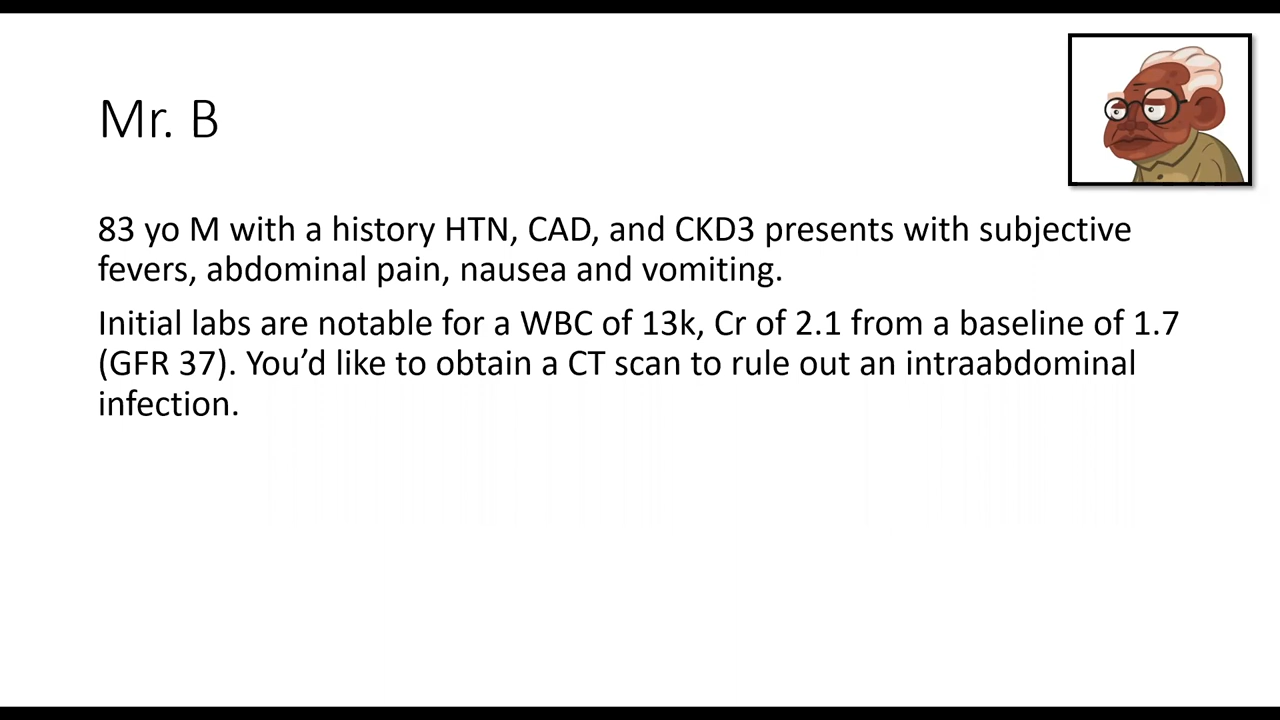 Mr. B
83 yo M with a history HTN, CAD, and CKD3 presents with subjective
fevers, abdominal pain, nausea and vomiting.
Initial labs are notable for a WBC of 13k, Cr of 2.1 from a baseline of 1.7
(GFR 37). You’d like to obtain a CT scan to rule out an intraabdominal
infection.